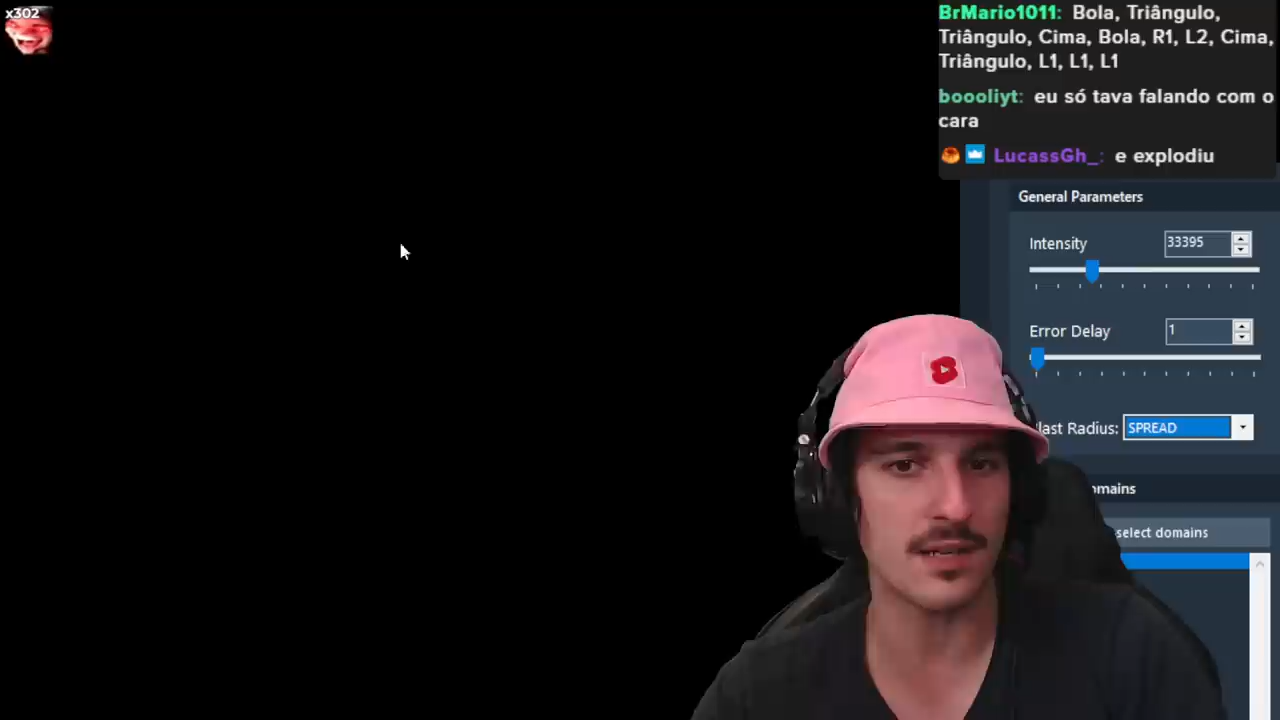 x302
BrMario1011: Bola, Triângulo,
Triângulo, Cima, Bola, R1, L2, Cima,
Triângulo, L1, L1, L1
boooliyt: eu só tava falando com o
cara
LucassGh_: e explodiu
General Parameters
Intensity
33395
Error Delay
1
Radius:
SPREAD
select domains